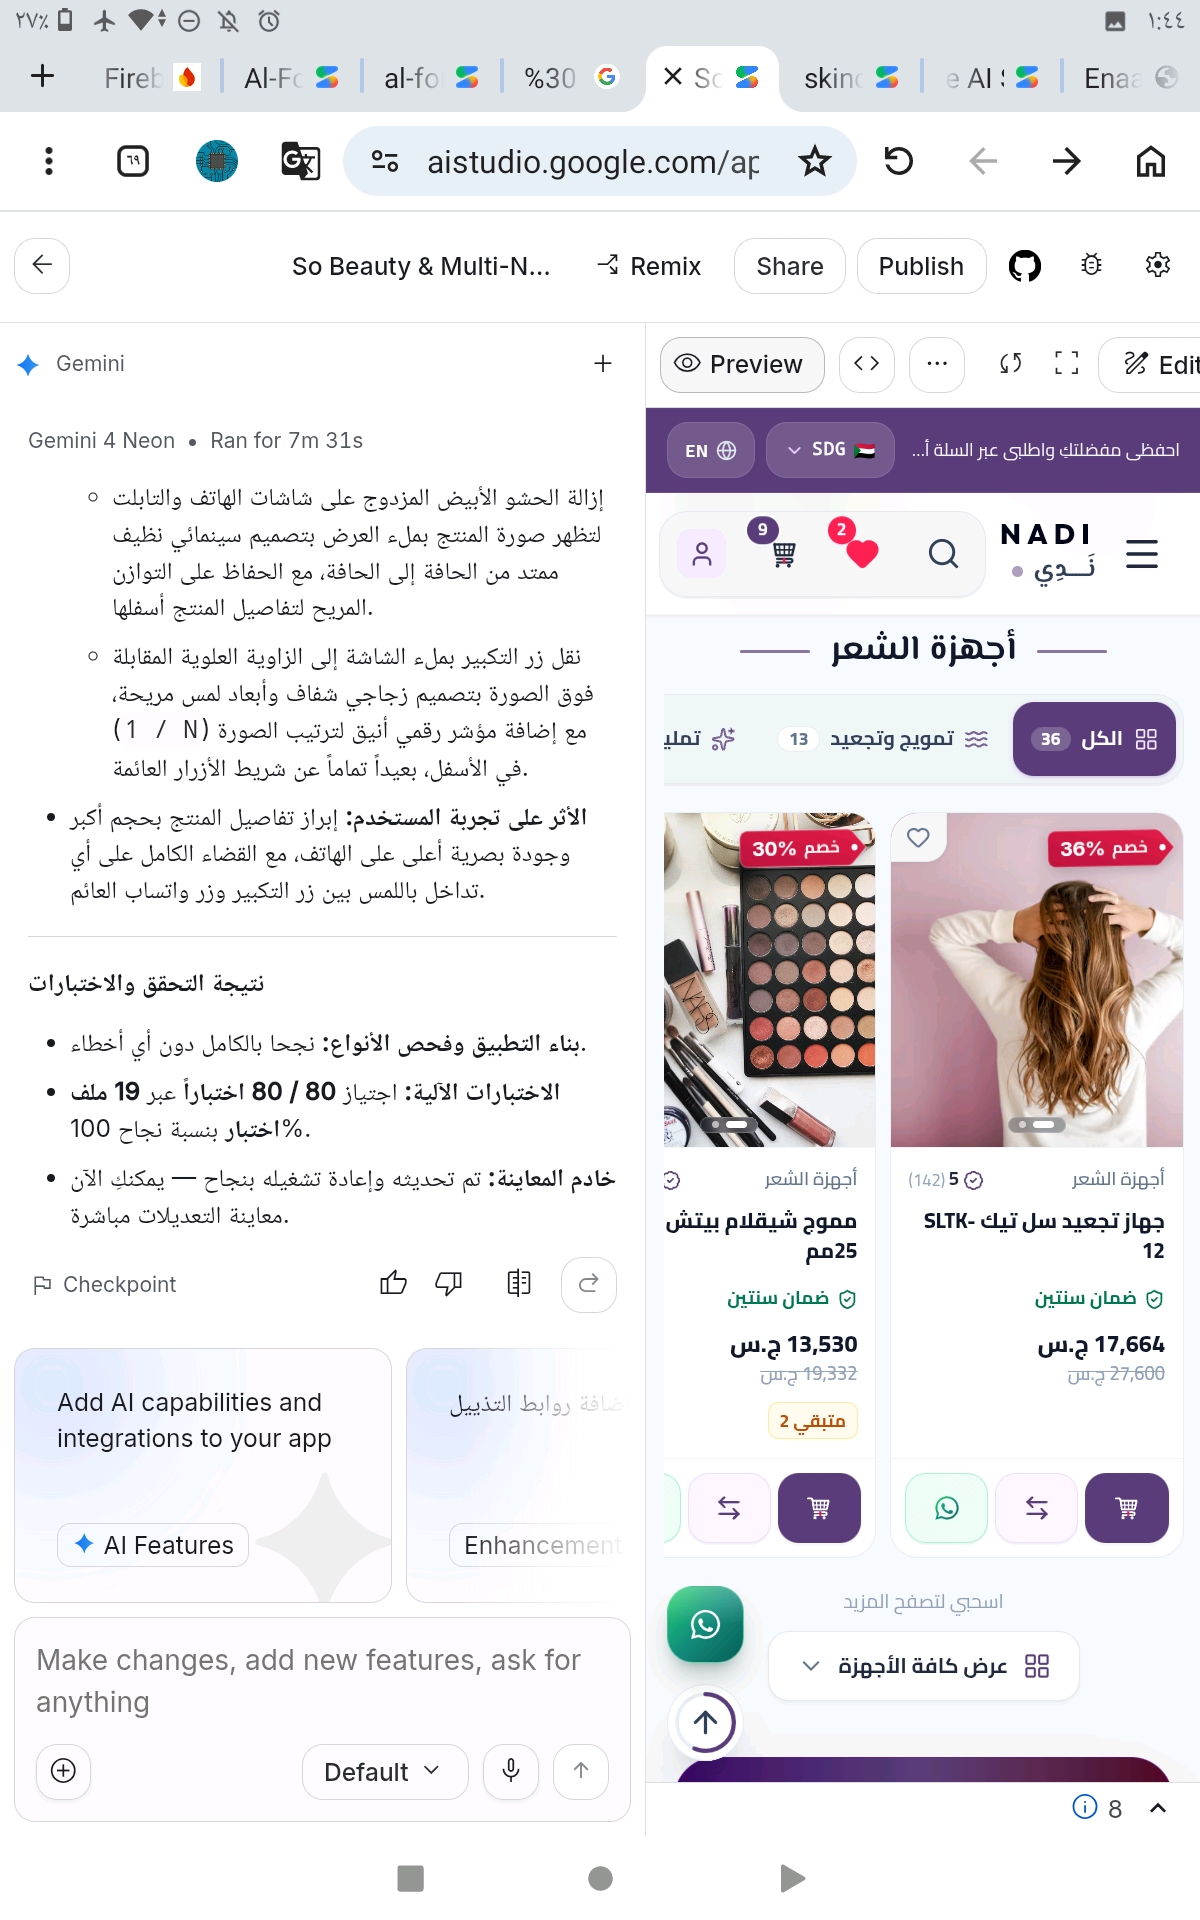 ٢٧٪
١:٤٤
Fireb
Al-Fo
al-fo
%30
So
skinc
e AI S
Enaa
٦٩
aistudio.google.com/ap
So Beauty & Multi-N...
Remix
Share
Publish
Gemini
Gemini 4 Neon • Ran for 7m 31s
إزالة الحشو الأبيض المزدوج على شاشات الهاتف والتابلت
لتظهر صورة المنتج بملء العرض بتصميم سينمائي نظيف
ممتد من الحافة إلى الحافة، مع الحفاظ على التوازن
المريح لتفاصيل المنتج أسفلها.
نقل زر التكبير بملء الشاشة إلى الزاوية العلوية المقابلة
فوق الصورة بتصميم زجاجي شفاف وأبعاد لمس مريحة،
مع إضافة مؤشر رقمي أنيق لترتيب الصورة (1 / N)
في الأسفل، بعيداً تماماً عن شريط الأزرار العائمة.
الأثر على تجربة المستخدم: إبراز تفاصيل المنتج بحجم أكبر
وجودة بصرية أعلى على الهاتف، مع القضاء الكامل على أي
تداخل باللمس بين زر التكبير وزر واتساب العائم.
نتيجة التحقق والاختبارات
بناء التطبيق وفحص الأنواع: نجحا بالكامل دون أي أخطاء.
الاختبارات الآلية: اجتياز 80 / 80 اختباراً عبر 19 ملف
اختبار بنسبة نجاح 100%.
خادم المعاينة: تم تحديثه وإعادة تشغيله بنجاح — يمكنكِ الآن
معاينة التعديلات مباشرة.
Checkpoint
Add AI capabilities and
integrations to your app
AI Features
ضافة روابط التذييل
Enhancement
Make changes, add new features, ask for
anything
Default
Preview
Edit
احفظي مفضلتكِ واطلبي عبر السلة أ...
SDG
EN
NADI
نَـــدِي
2
9
أجهزة الشعر
الكل 36
تمويج وتجعيد 13
تمليـ
خصم 36%
خصم 30%
NARS
أجهزة الشعر
5 (142)
جهاز تجعيد سل تيك SLTK-
12
ضمان سنتين
17,664 ج.س
27,600 ج.س
أجهزة الشعر
مموج شيقلام بيتش
25مم
ضمان سنتين
13,530 ج.س
19,332 ج.س
متبقي 2
اسحبي لتصفح المزيد
عرض كافة الأجهزة
8